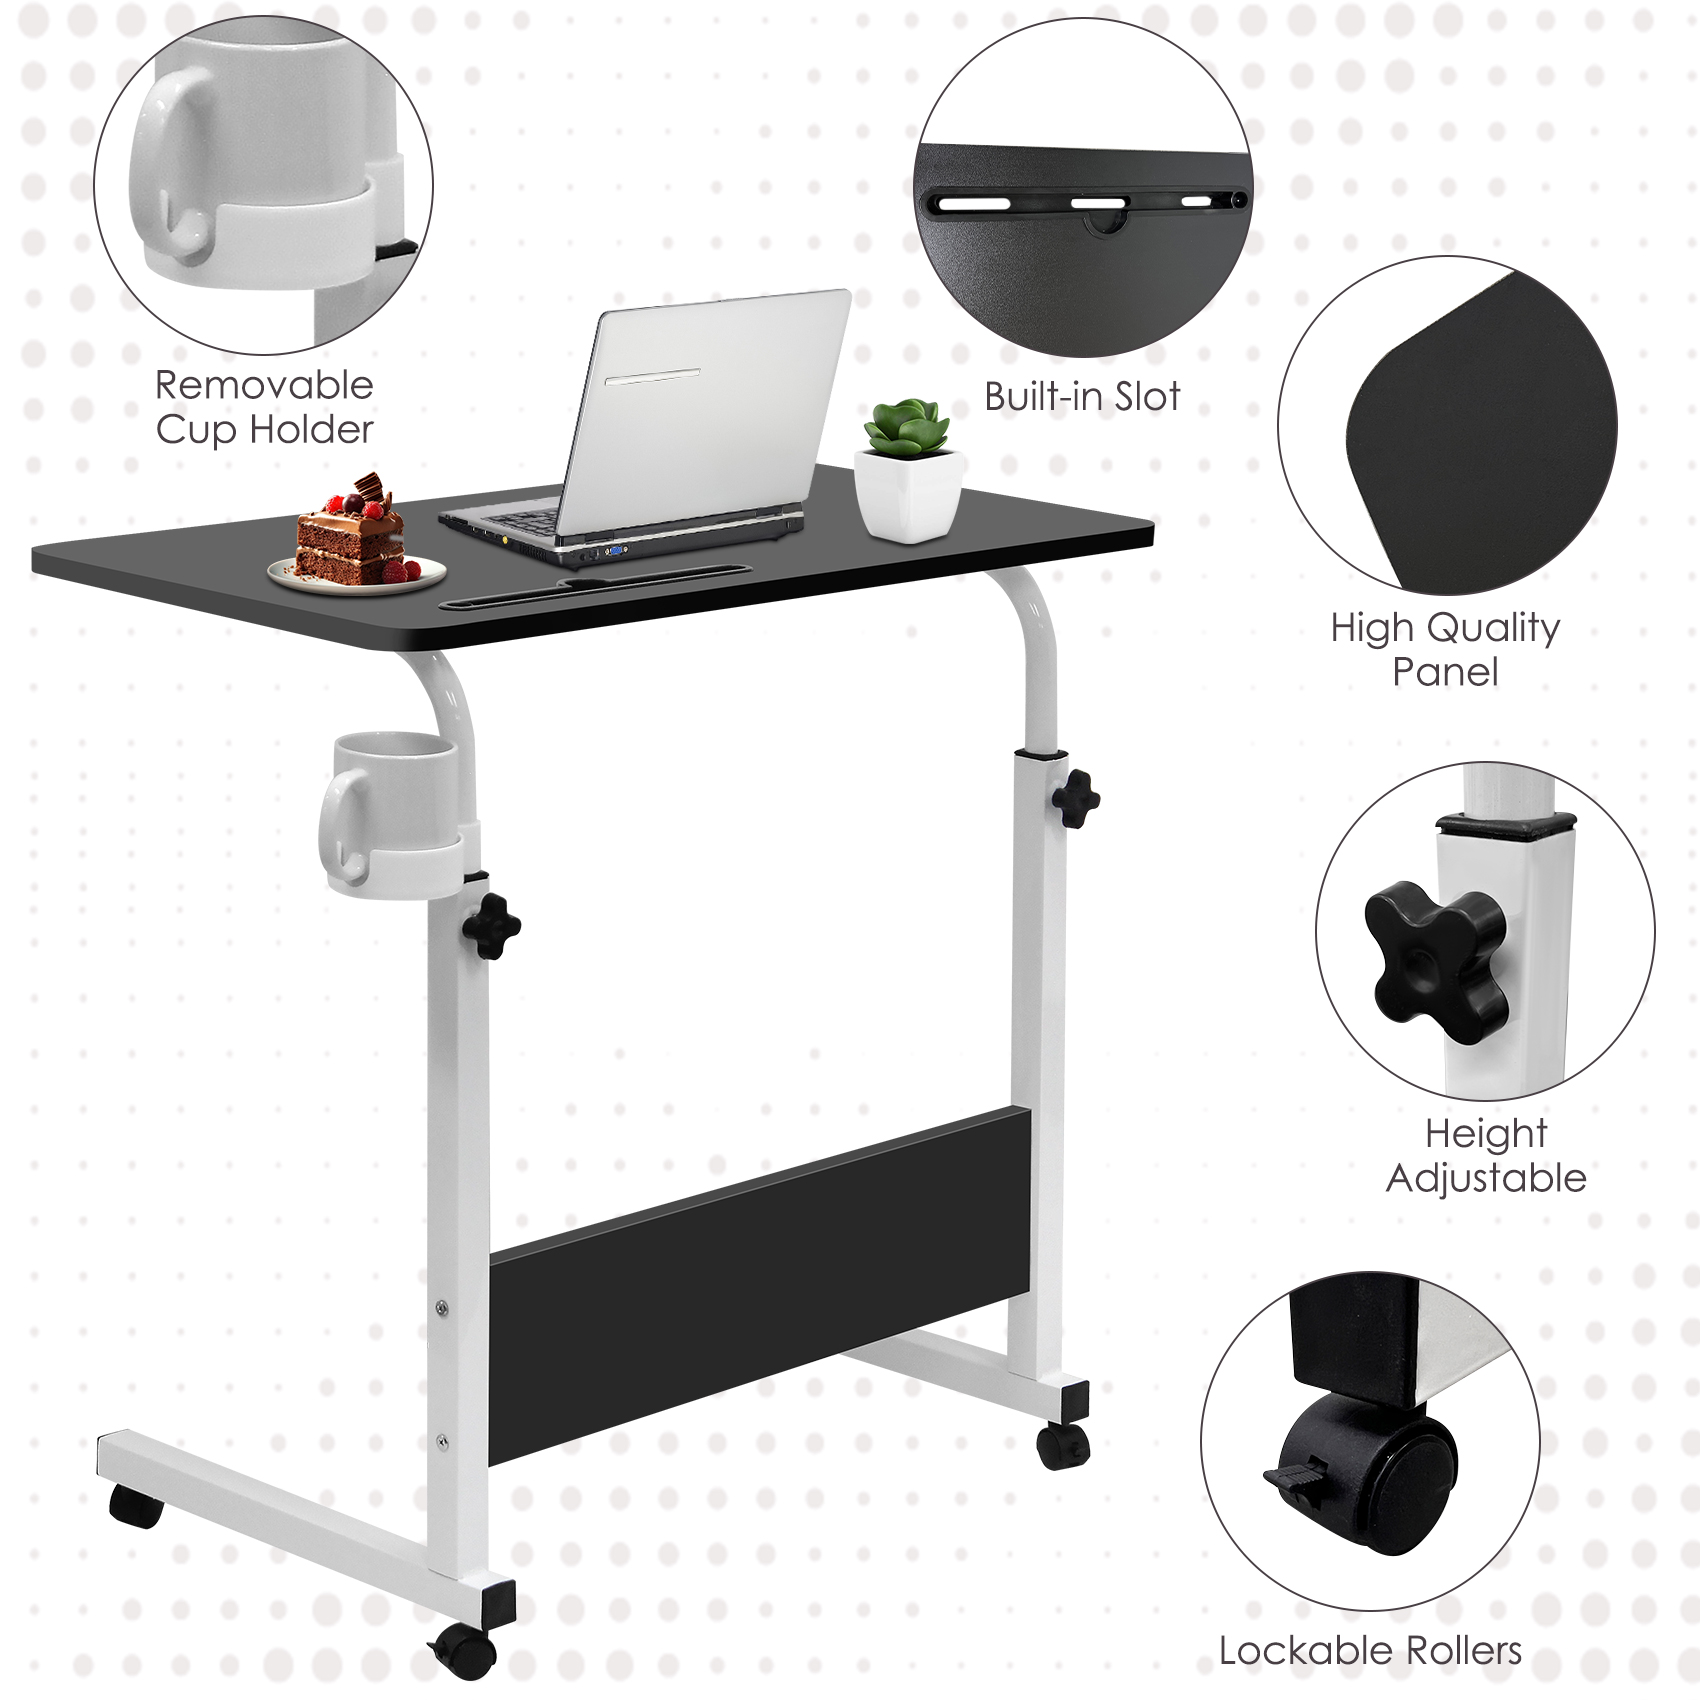 Removable
Cup Holder
Built-in Slot
High Quality
Panel
Height
Adjustable
Lockable Rollers